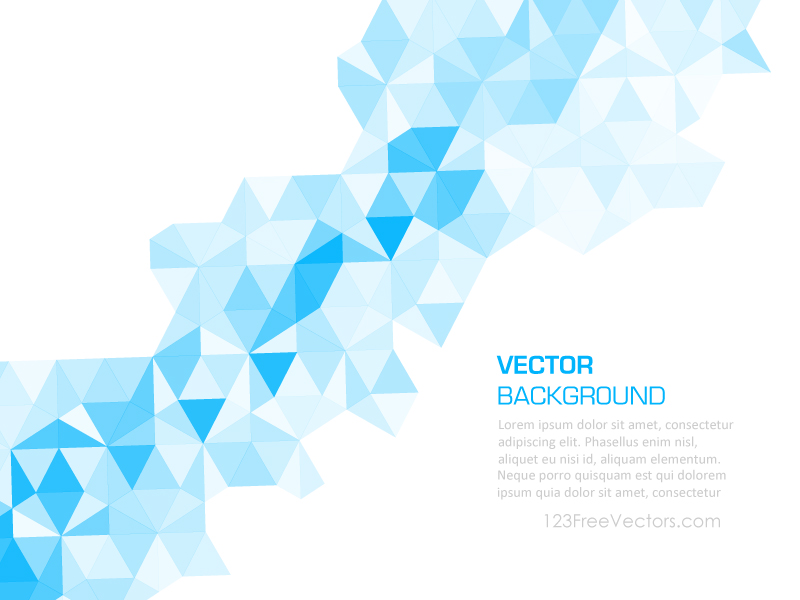 VECTOR
BACKGROUND
Lorem ipsum dolor sit amet, consectetur
adipiscing elit. Phasellus enim nisl,
aliquet eu nisi id, aliquam elementum.
Neque porro quisquam est qui dolorem
ipsum quia dolor sit amet, consectetur
123FreeVectors.com